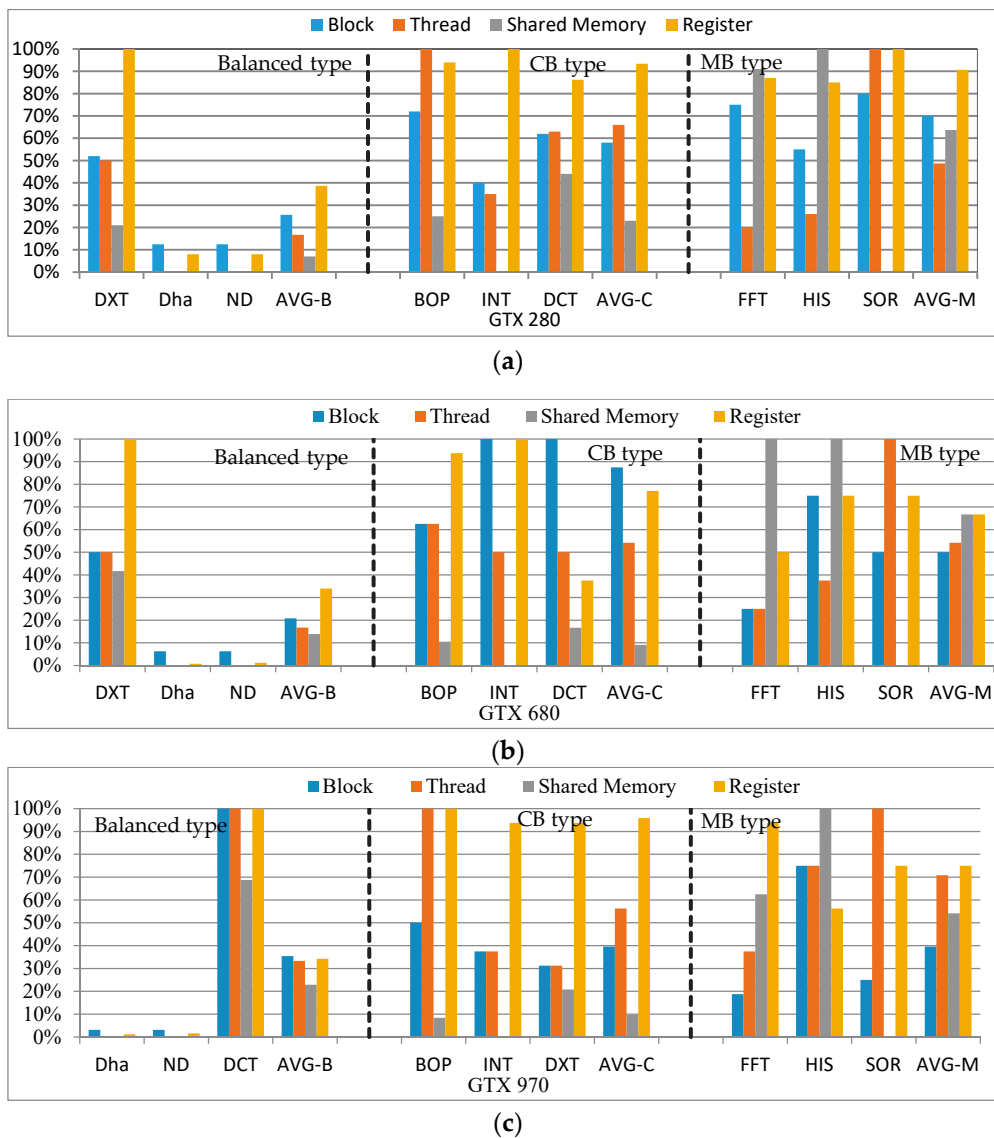 Block Thread Shared Memory Register
100%
90%
80%
70%
60%
50%
40%
30%
20%
10%
0%
Balanced type CB type MB type
DXT Dha ND AVG-B BOP INT DCT AVG-C FFT HIS SOR AVG-M
GTX 280
(a)
Block Thread Shared Memory Register
100%
90%
80%
70%
60%
50%
40%
30%
20%
10%
0%
Balanced type CB type MB type
DXT Dha ND AVG-B BOP INT DCT AVG-C FFT HIS SOR AVG-M
GTX 680
(b)
Block Thread Shared Memory Register
100%
90%
80%
70%
60%
50%
40%
30%
20%
10%
0%
Balanced type CB type MB type
Dha ND DCT AVG-B BOP INT DXT AVG-C FFT HIS SOR AVG-M
GTX 970
(c)